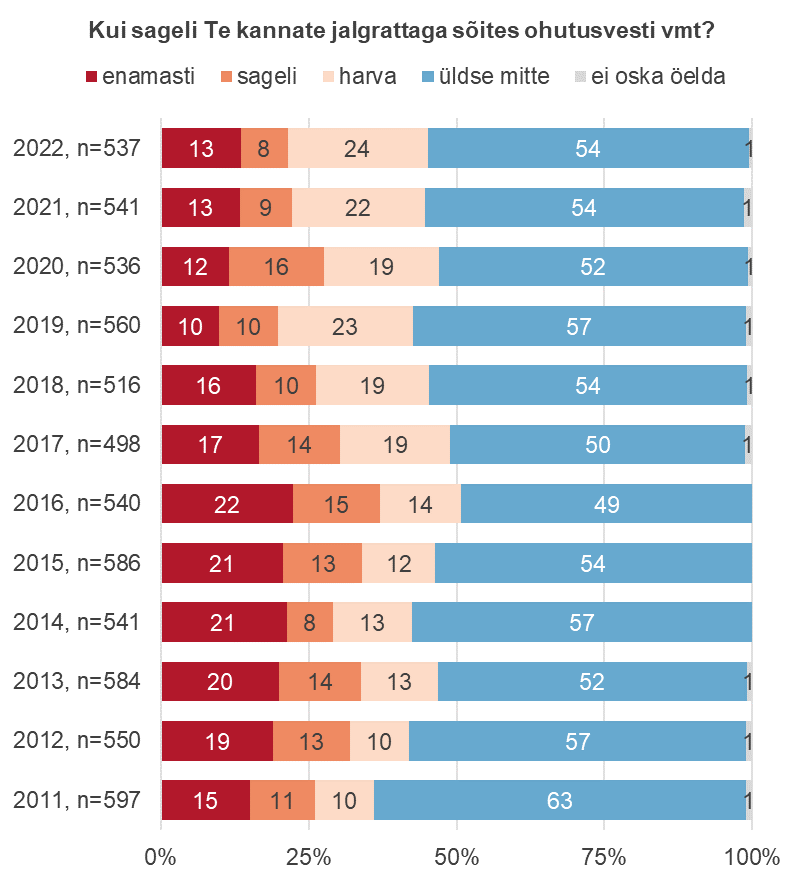 Kui sageli Te kannate jalgrattaga sõites ohutusvesti vmt?
enamasti sageli harva üldse mitte ei oska öelda
2022, n=537 13 8 24 54 1
2021, n=541 13 9 22 54 1
2020, n=536 12 16 19 52 1
2019, n=560 10 10 23 57 1
2018, n=516 16 10 19 54 1
2017, n=498 17 14 19 50 1
2016, n=540 22 15 14 49
2015, n=586 21 13 12 54
2014, n=541 21 8 13 57
2013, n=584 20 14 13 52 1
2012, n=550 19 13 10 57 1
2011, n=597 15 11 10 63 1
0% 25% 50% 75% 100%